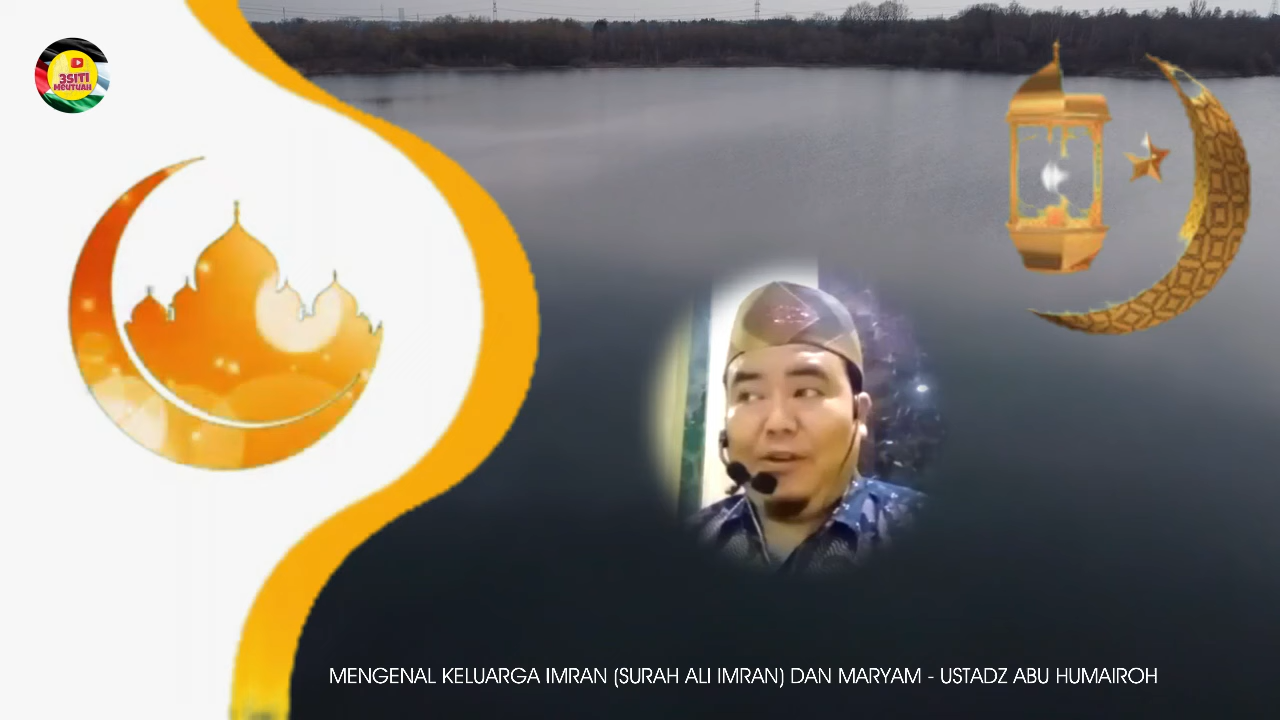 3SITI
MEUTUAH
MENGENAL KELUARGA IMRAN (SURAH ALI IMRAN) DAN MARYAM - USTADZ ABU HUMAIROH